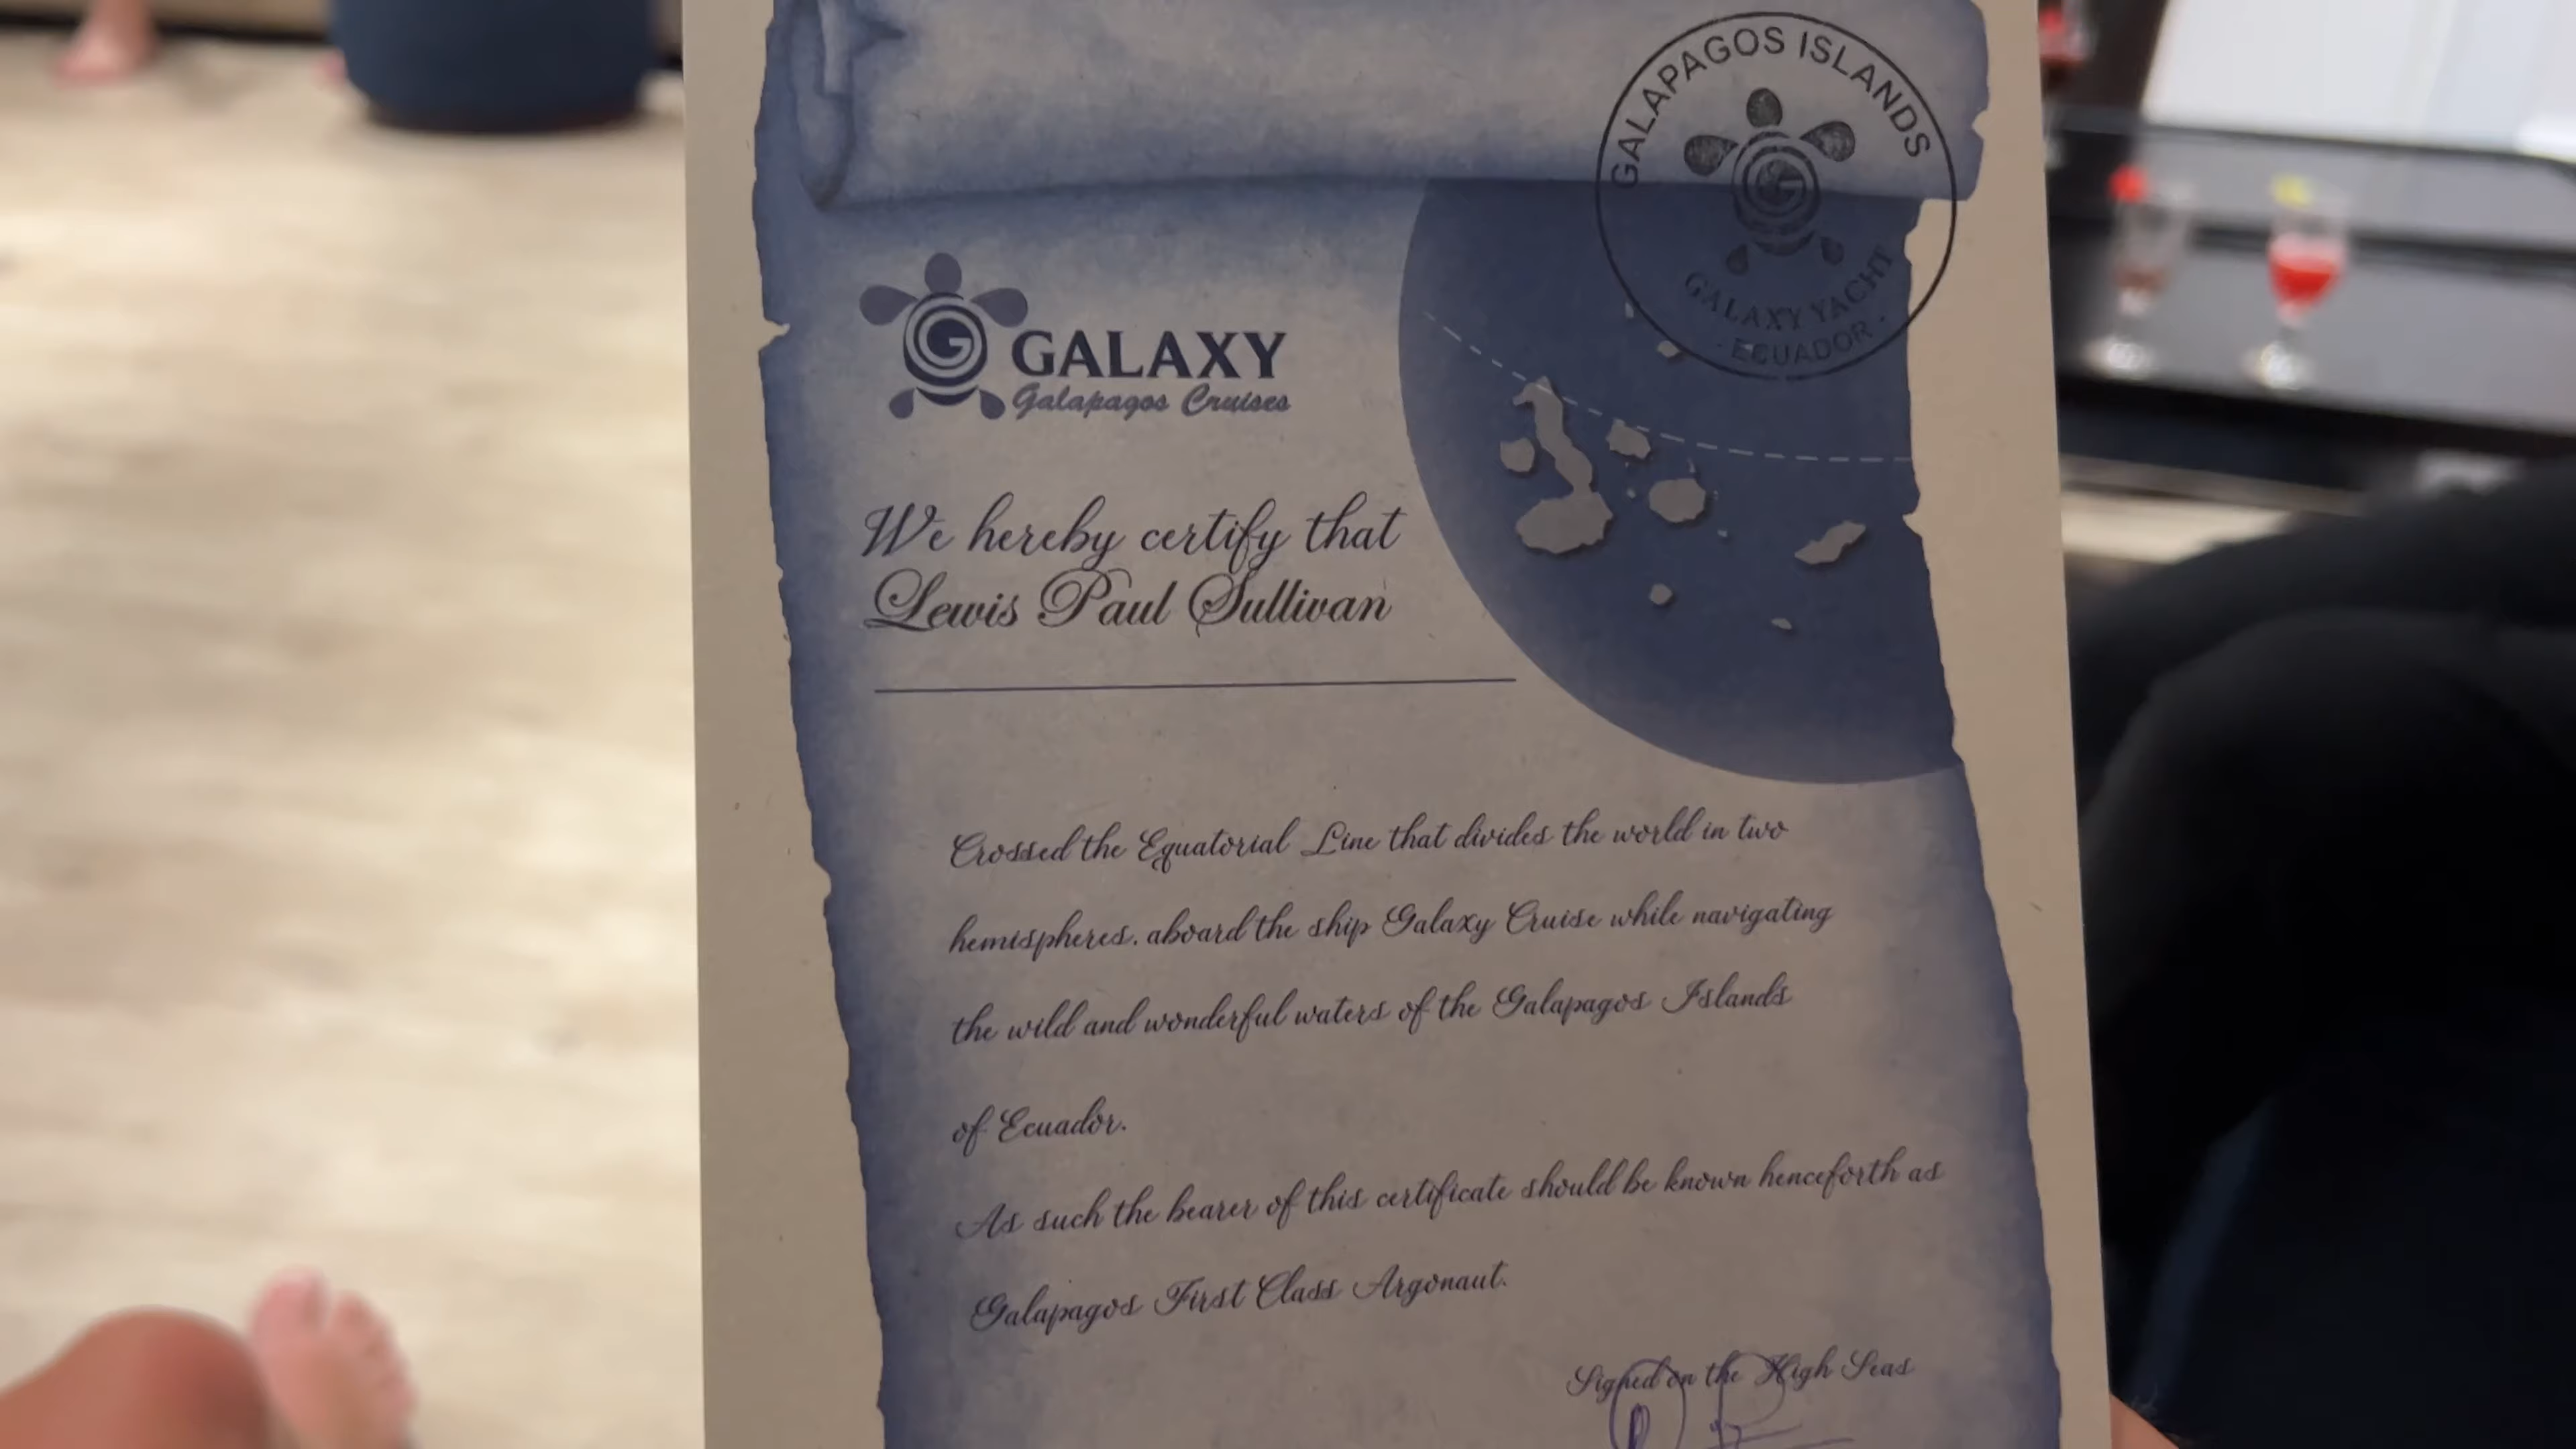 GALAPAGOS ISLANDS
GALAXY YACHT
- ECUADOR -
G
GALAXY
Galapagos Cruises
We hereby certify that
Lewis Paul Sullivan
Crossed the Equatorial Line that divides the world in two
hemispheres. aboard the ship Galaxy Cruise while navigating
the wild and wonderful waters of the Galapagos Islands
of Ecuador.
As such the bearer of this certificate should be known henceforth as
Galapagos First Class Argonaut.
Signed on the High Seas